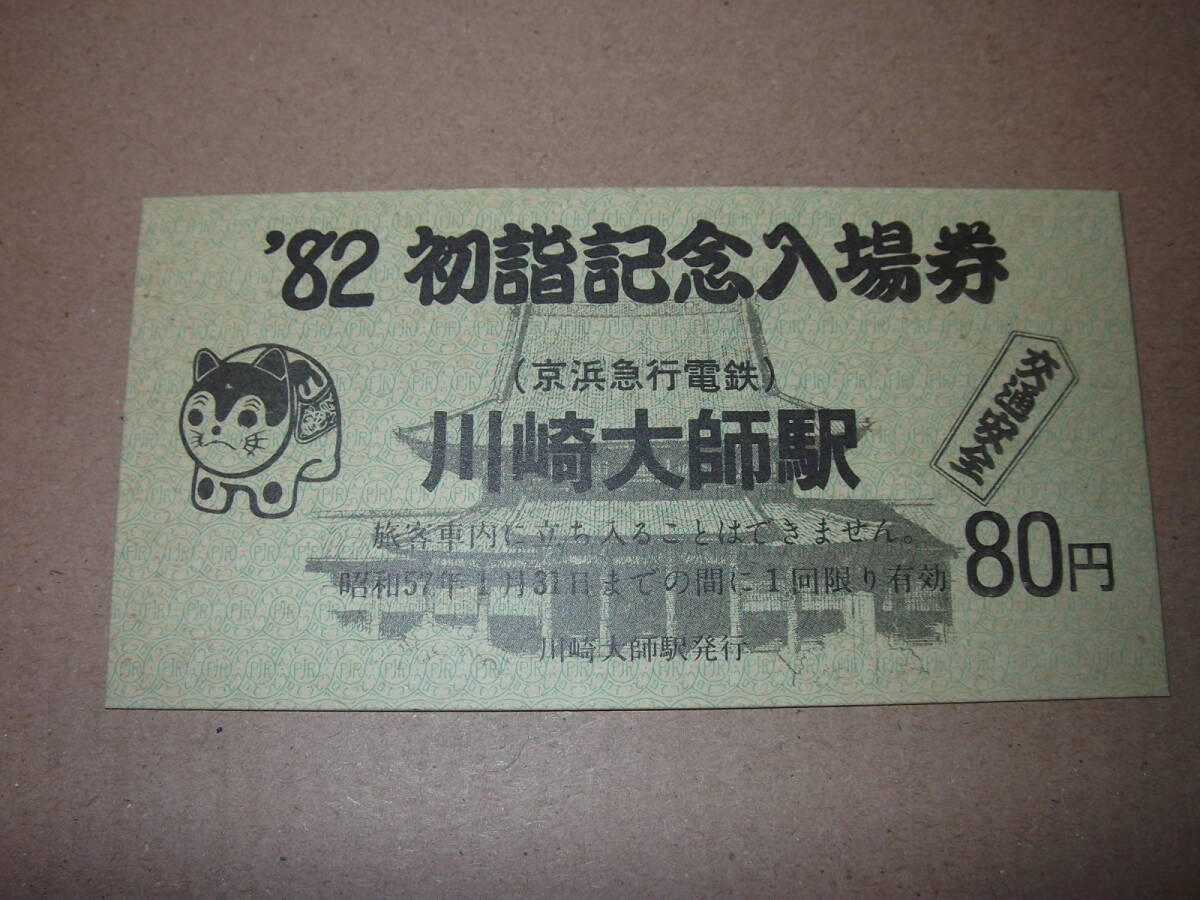 '82 初詣記念入場券
(京浜急行電鉄)
川崎大師駅
交通安全
旅客車内に立ち入ることはできません。
昭和57年1月31日までの間に1回限り有効
80円
川崎大師駅発行